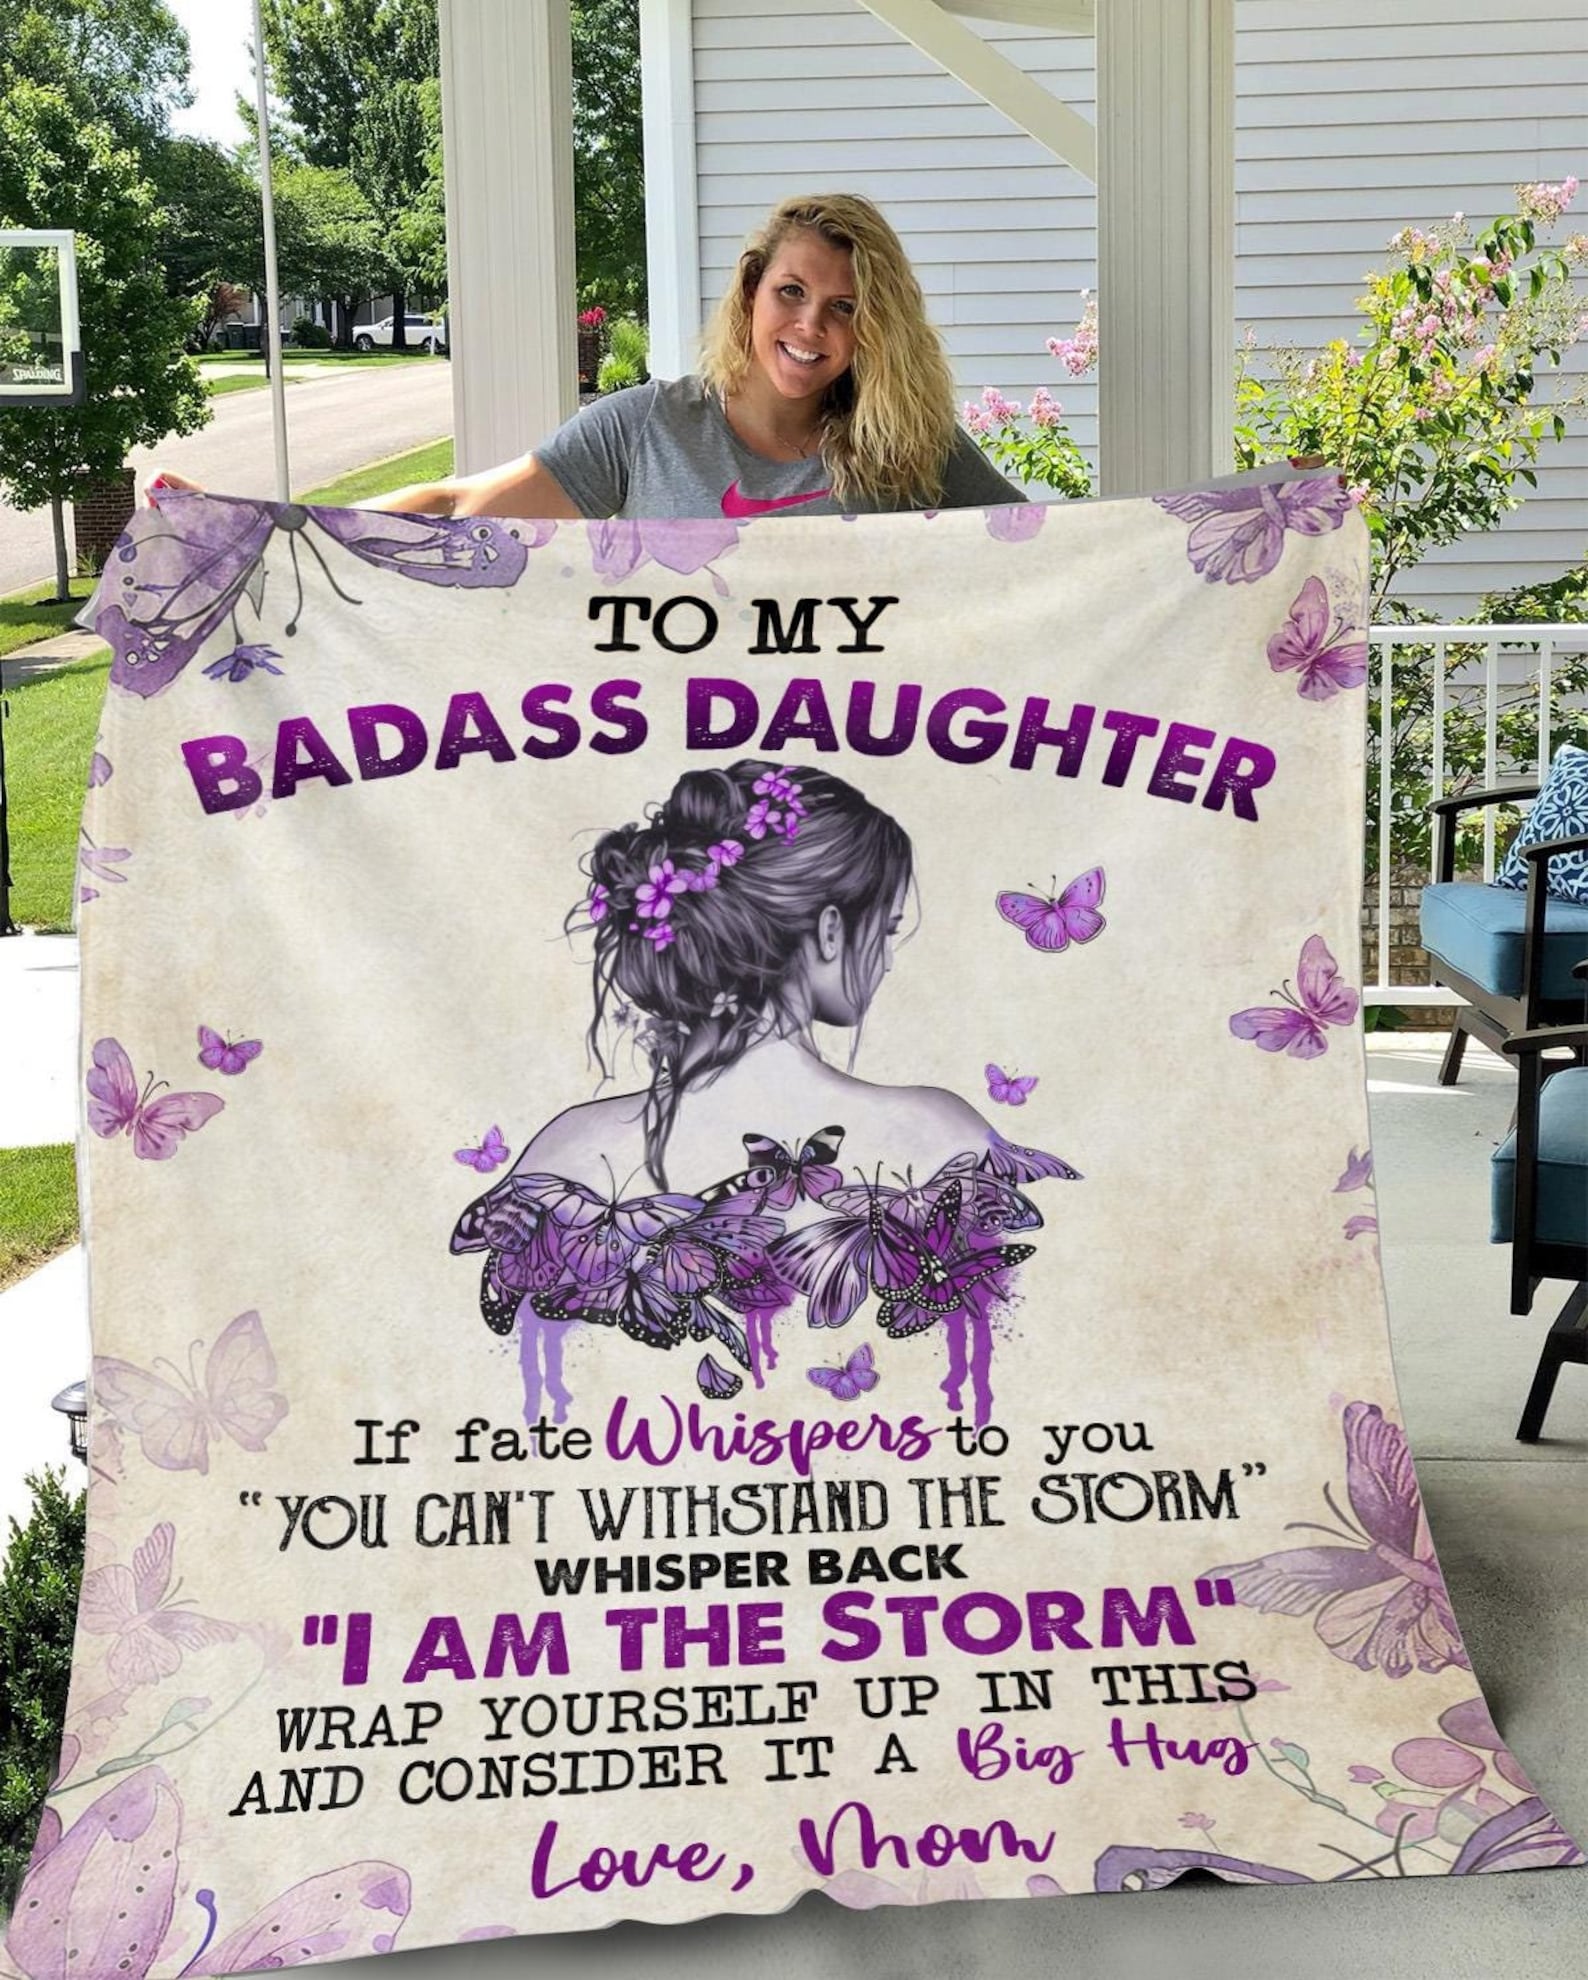 SPALDING
TO MY
BADASS DAUGHTER
If fate Whispers to you
“YOU CAN'T WITHSTAND THE STORM”
WHISPER BACK
"I AM THE STORM"
WRAP YOURSELF UP IN THIS
AND CONSIDER IT A Big Hug
Love, Mom